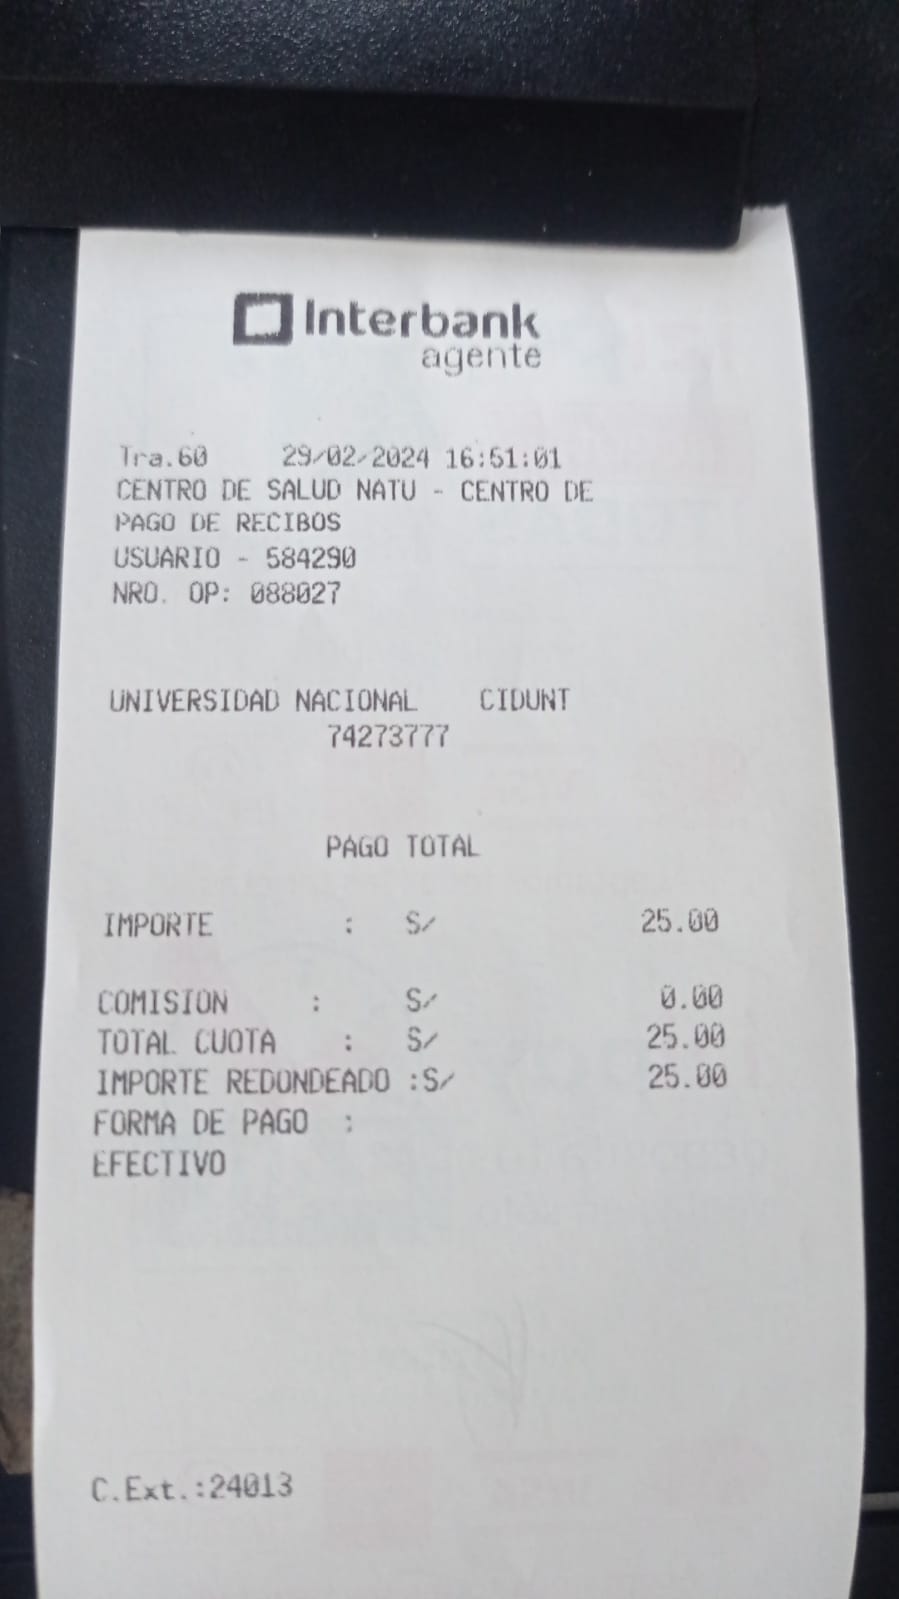 Interbank
agente
Tra.60 29/02/2024 16:51:01
CENTRO DE SALUD NATU - CENTRO DE
PAGO DE RECIBOS
USUARIO - 584290
NRO. OP: 088027
UNIVERSIDAD NACIONAL CIDUNT
74273777
PAGO TOTAL
IMPORTE : S/ 25.00
COMISION : S/ 0.00
TOTAL CUOTA : S/ 25.00
IMPORTE REDONDEADO :S/ 25.00
FORMA DE PAGO :
EFECTIVO
C.Ext.:24013